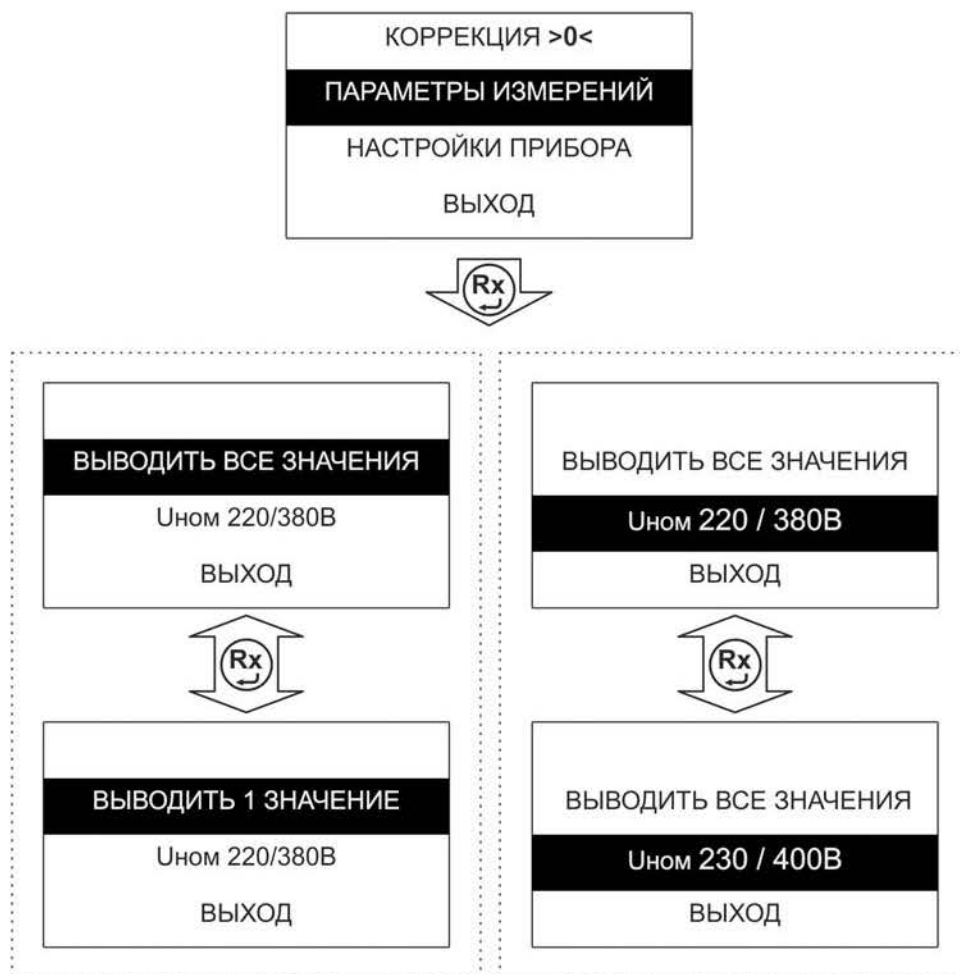 КОРРЕКЦИЯ >0<
ПАРАМЕТРЫ ИЗМЕРЕНИЙ
НАСТРОЙКИ ПРИБОРА
ВЫХОД
Rx
ВЫВОДИТЬ ВСЕ ЗНАЧЕНИЯ
Uном 220/380В
ВЫХОД
Rx
ВЫВОДИТЬ 1 ЗНАЧЕНИЕ
Uном 220/380В
ВЫХОД
ВЫВОДИТЬ ВСЕ ЗНАЧЕНИЯ
Uном 220 / 380В
ВЫХОД
Rx
ВЫВОДИТЬ ВСЕ ЗНАЧЕНИЯ
Uном 230 / 400В
ВЫХОД